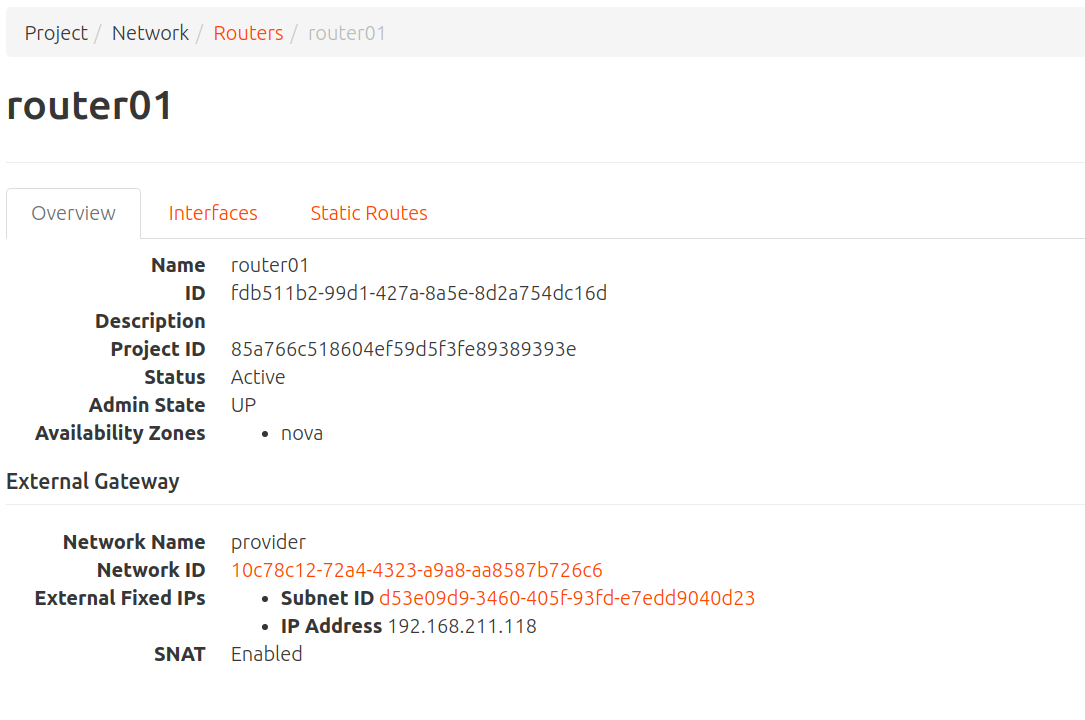 Project / Network / Routers / router01
router01
Overview Interfaces Static Routes
Name router01
ID fdb511b2-99d1-427a-8a5e-8d2a754dc16d
Description
Project ID 85a766c518604ef59d5f3fe89389393e
Status Active
Admin State UP
Availability Zones • nova
External Gateway
Network Name provider
Network ID 10c78c12-72a4-4323-a9a8-aa8587b726c6
External Fixed IPs • Subnet ID d53e09d9-3460-405f-93fd-e7edd9040d23
• IP Address 192.168.211.118
SNAT Enabled